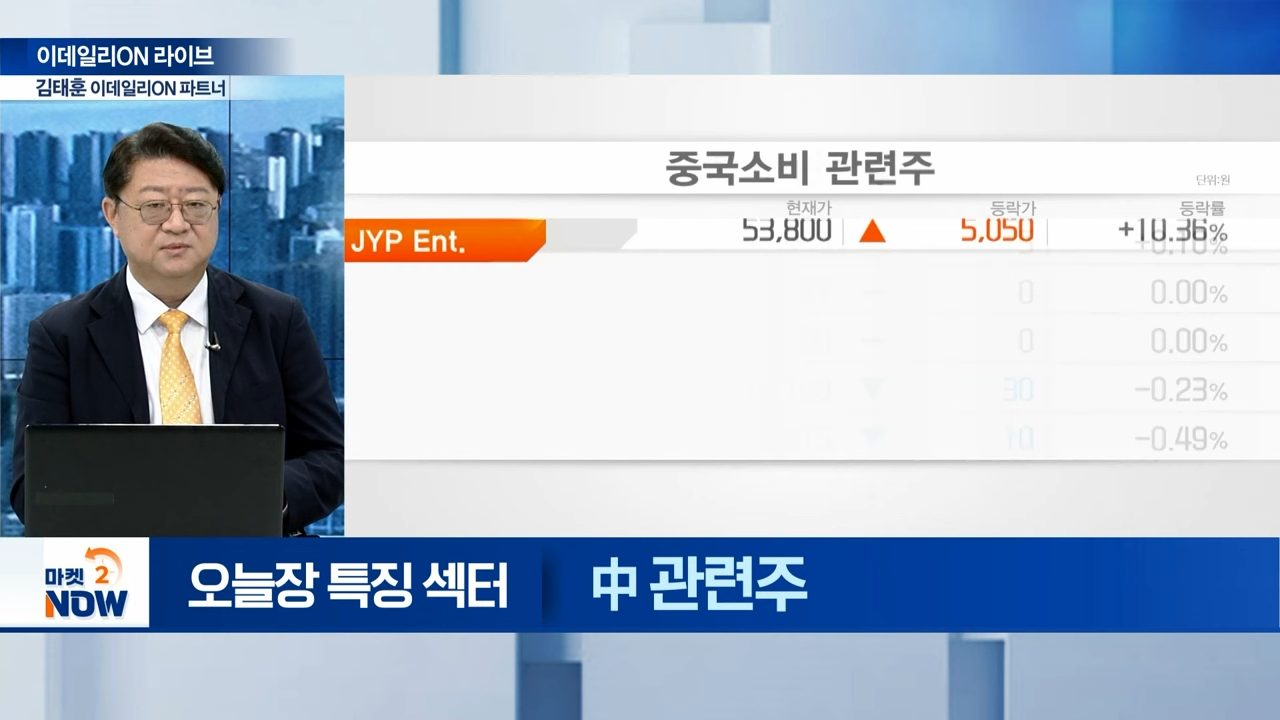 이데일리ON 라이브
김태훈 이데일리ON 파트너
중국소비 관련주
단위:원
현재가 등락가 등락률
JYP Ent. 53,800 ▲ 5,050 +10.36%
0 0.00%
0 0.00%
▼ 30 -0.23%
▼ 10 -0.49%
마켓 2
NOW
오늘장 특징 섹터 中 관련주